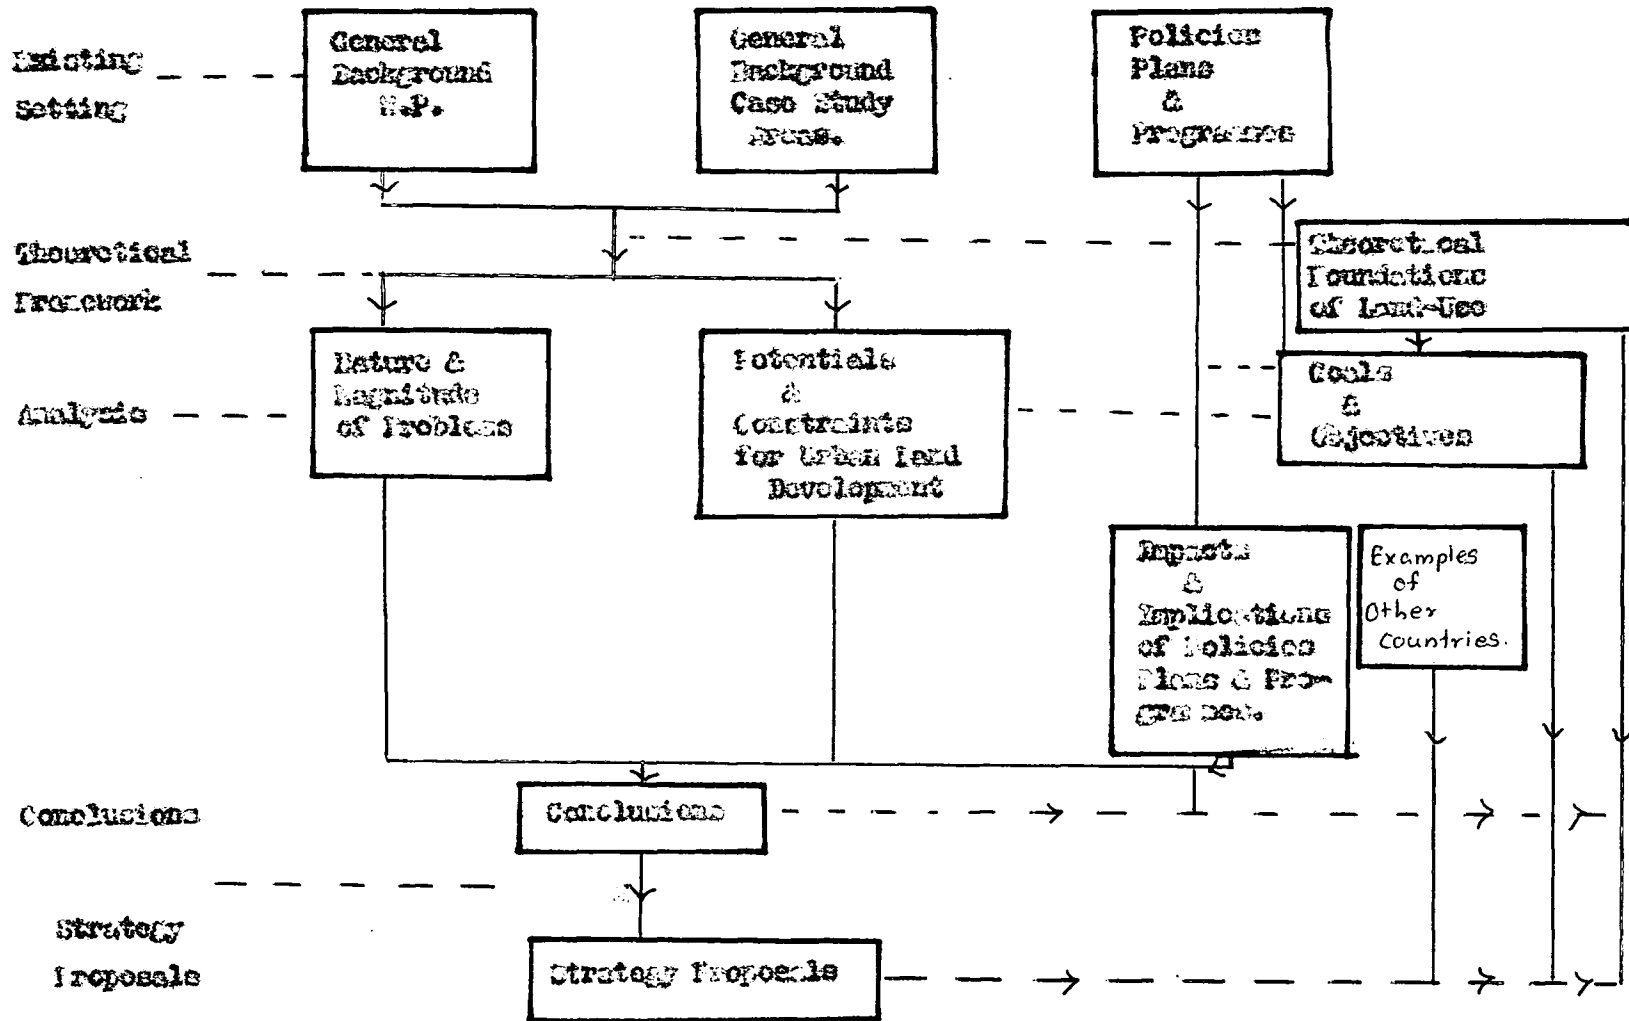 Existing
Setting
General
Background
General
Background
Case Study
Areas.
Policies
Plans
&
Programmes
Theoretical
Framework
Theoretical
Foundations
of Land-Use
Analysis
Nature &
Magnitude
of Problems
Potentials
&
Constraints
for Urban Land
Development
Goals
&
Objectives
Impacts
&
Implications
of Policies
Plans & Pro-
Examples
of
Other
Countries.
Conclusions
Conclusions
Strategy
Proposals
Strategy Proposals